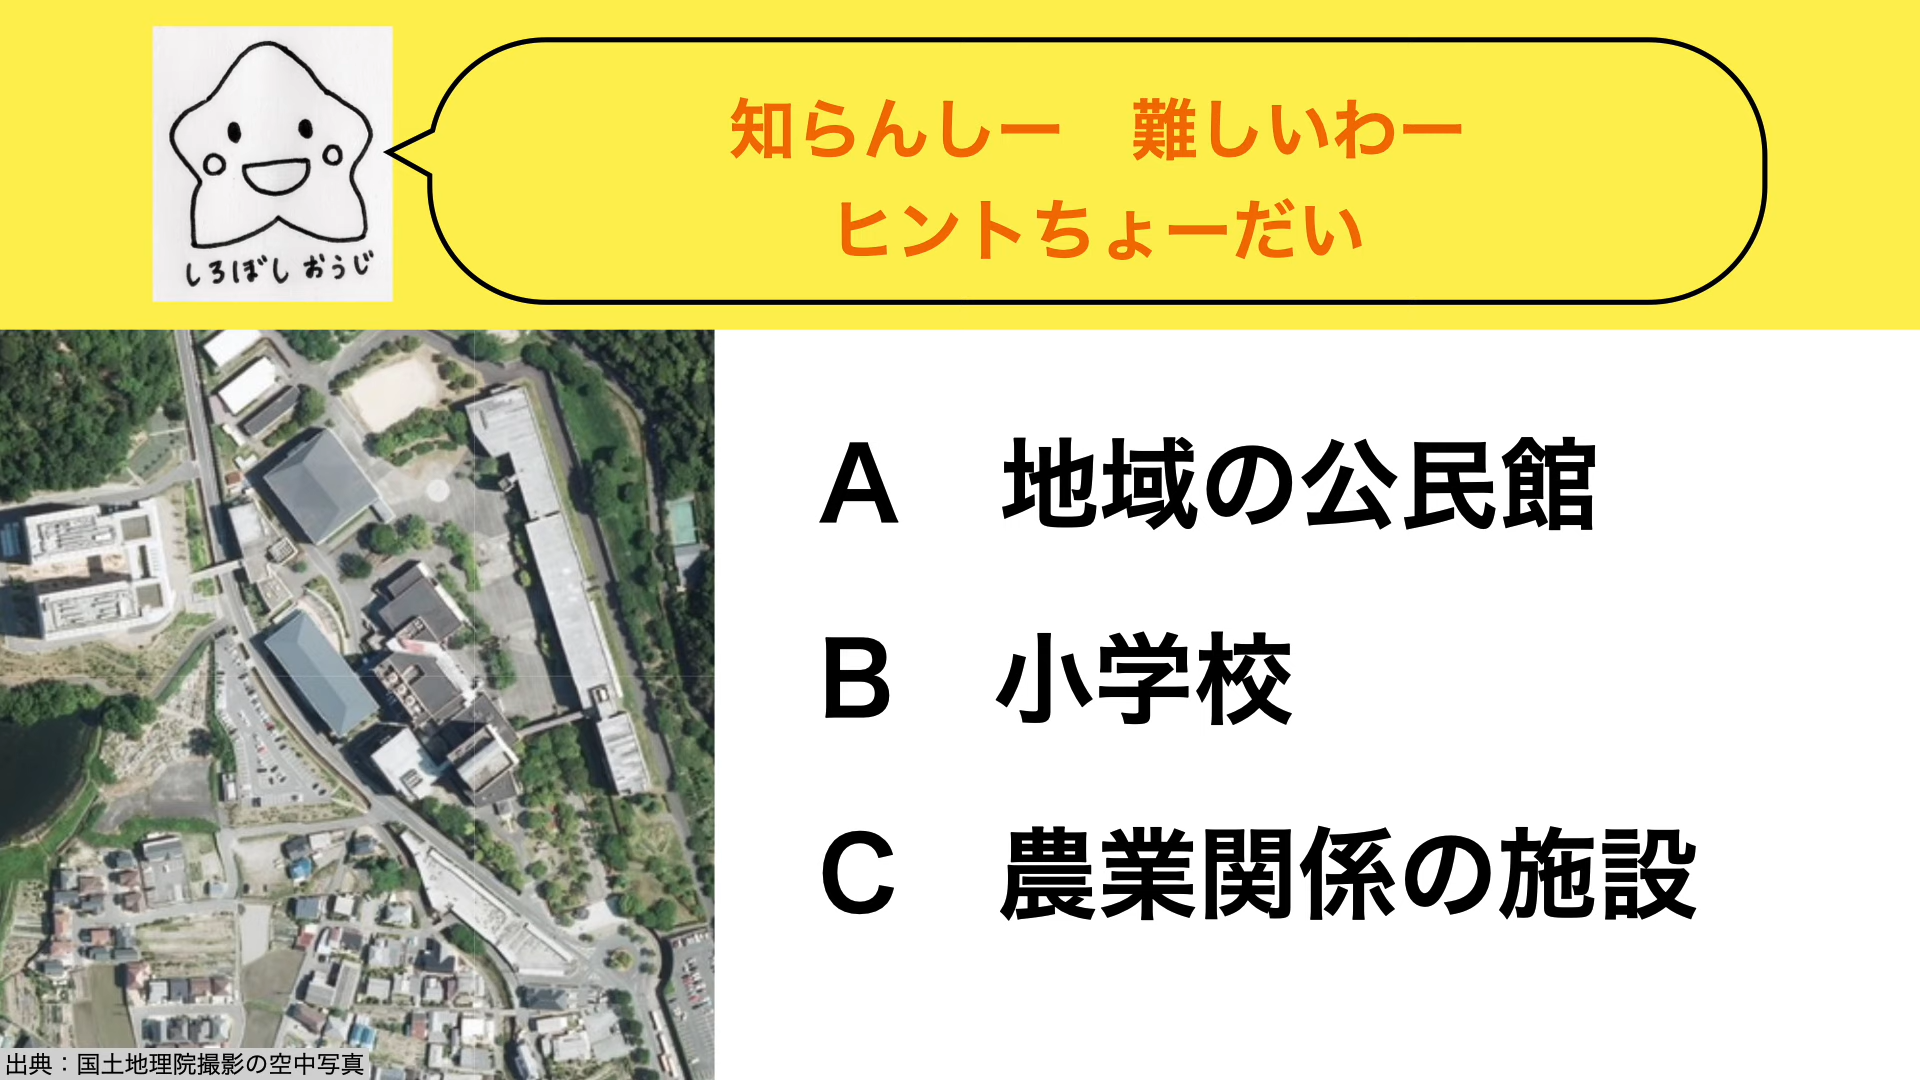 知らんしー　難しいわー
ヒントちょーだい
しろぼし おうじ
A　地域の公民館
B　小学校
C　農業関係の施設
出典：国土地理院撮影の空中写真